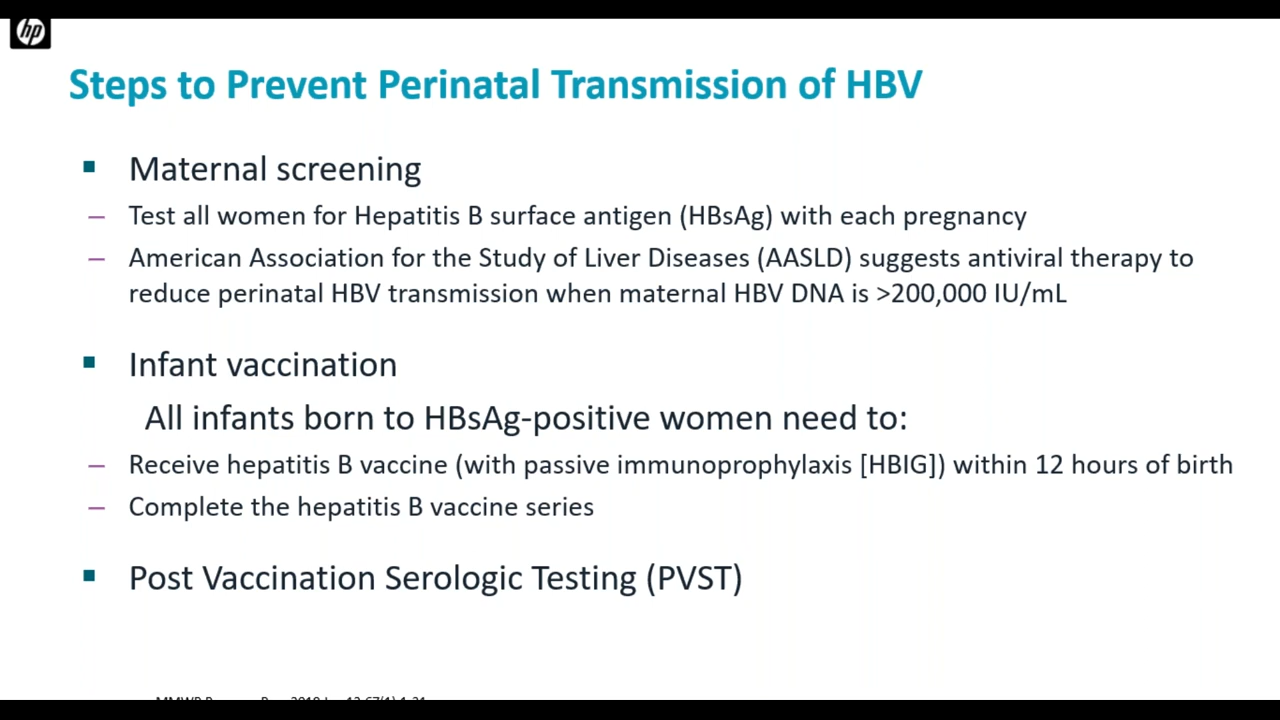 hp
Steps to Prevent Perinatal Transmission of HBV
▪ Maternal screening
– Test all women for Hepatitis B surface antigen (HBsAg) with each pregnancy
– American Association for the Study of Liver Diseases (AASLD) suggests antiviral therapy to
reduce perinatal HBV transmission when maternal HBV DNA is >200,000 IU/mL
▪ Infant vaccination
All infants born to HBsAg-positive women need to:
– Receive hepatitis B vaccine (with passive immunoprophylaxis [HBIG]) within 12 hours of birth
– Complete the hepatitis B vaccine series
▪ Post Vaccination Serologic Testing (PVST)